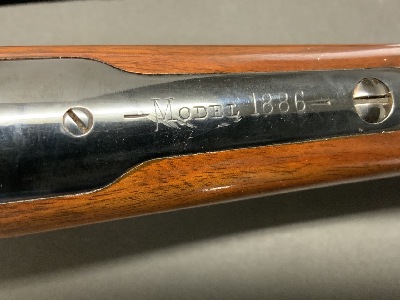 — MODEL 1886 —